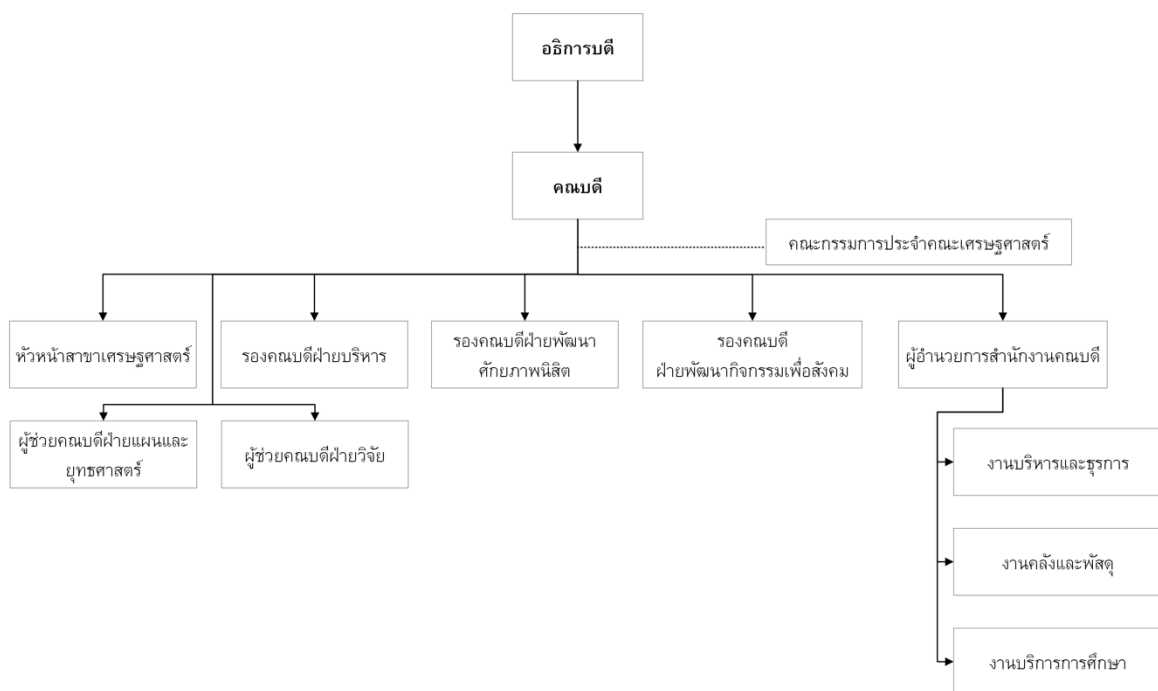 อธิการบดี
คณบดี
คณะกรรมการประจำคณะเศรษฐศาสตร์
หัวหน้าสาขาเศรษฐศาสตร์
รองคณบดีฝ่ายบริหาร
รองคณบดีฝ่ายพัฒนา
ศักยภาพนิสิต
รองคณบดี
ฝ่ายพัฒนากิจกรรมเพื่อสังคม
ผู้อำนวยการสำนักงานคณบดี
ผู้ช่วยคณบดีฝ่ายแผนและ
ยุทธศาสตร์
ผู้ช่วยคณบดีฝ่ายวิจัย
งานบริหารและธุรการ
งานคลังและพัสดุ
งานบริการการศึกษา